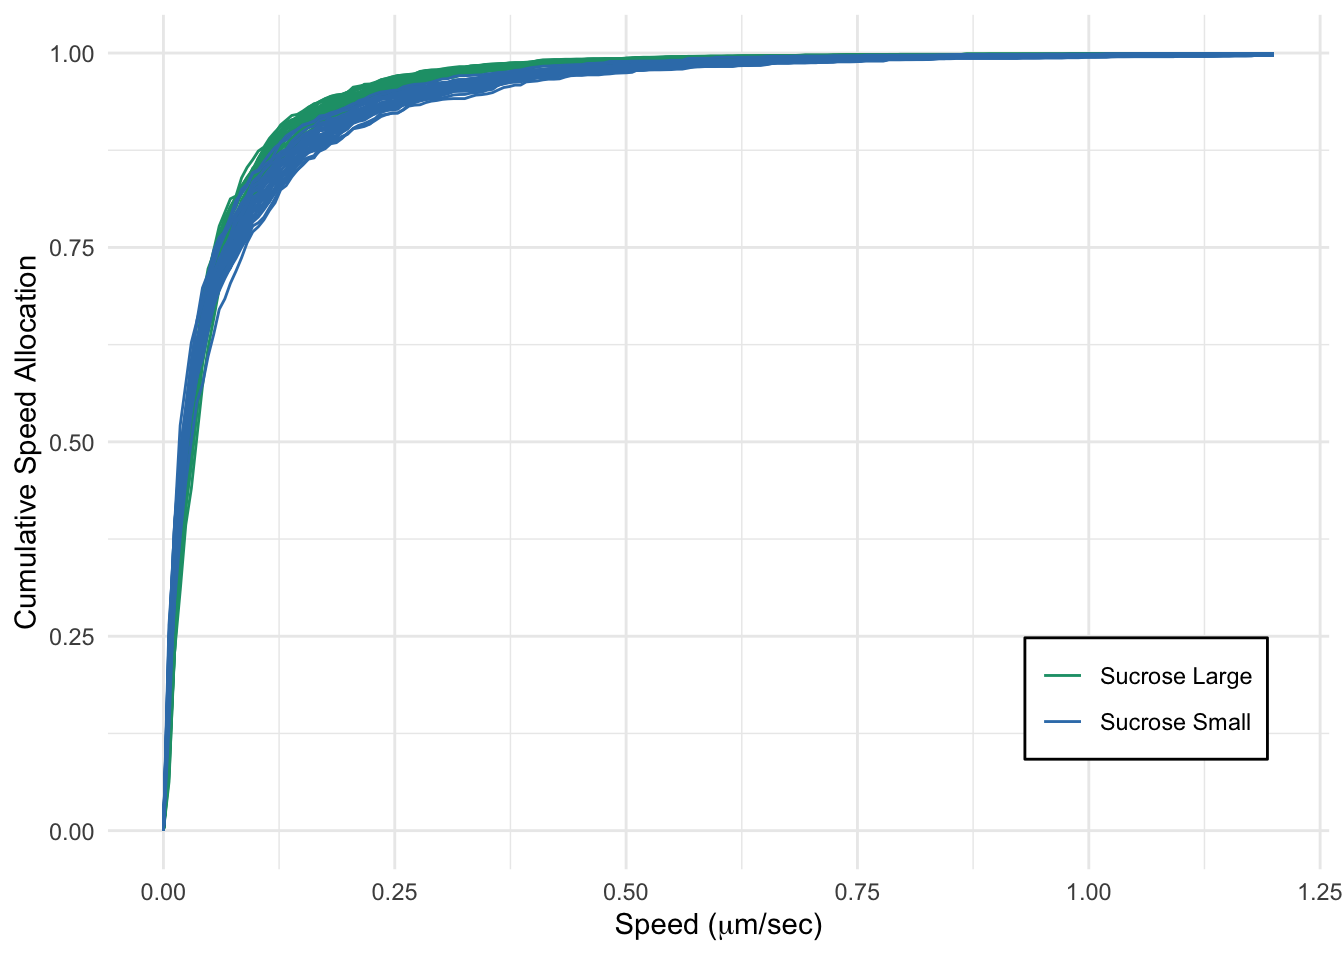 1.00
0.75
0.50
0.25
0.00
Cumulative Speed Allocation
Sucrose Large
Sucrose Small
0.00 0.25 0.50 0.75 1.00 1.25
Speed (μm/sec)